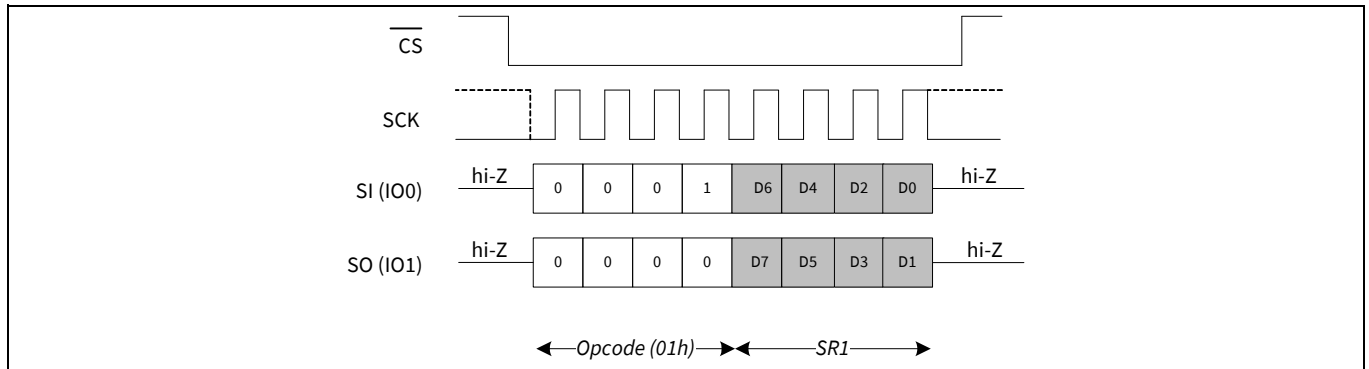 CS
SCK
hi-Z hi-Z
SI (IO0) 0 0 0 1 D6 D4 D2 D0
hi-Z hi-Z
SO (IO1) 0 0 0 0 D7 D5 D3 D1
Opcode (01h) SR1